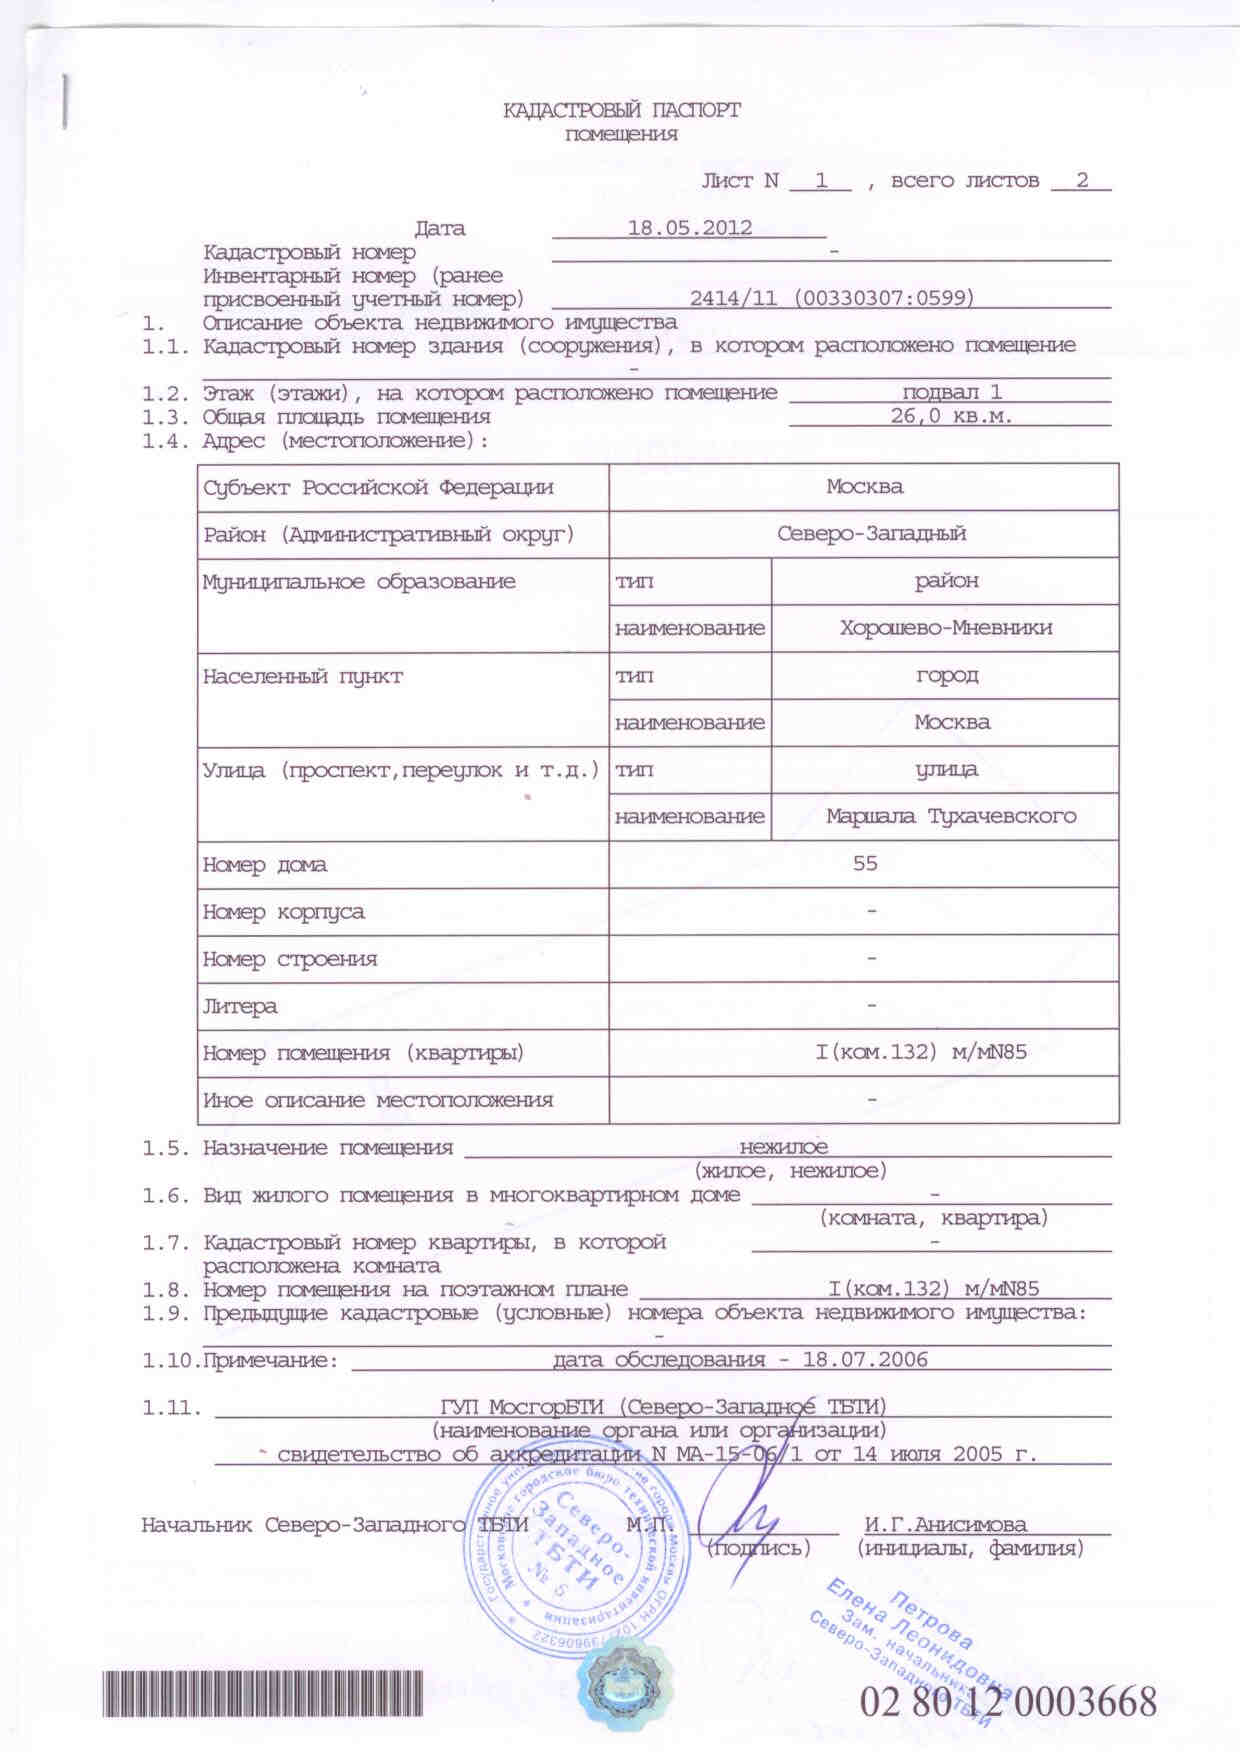 КАДАСТРОВЫЙ ПАСПОРТ
помещения
Лист N 1 , всего листов 2
Дата 18.05.2012
Кадастровый номер -
Инвентарный номер (ранее
присвоенный учетный номер) 2414/11 (00330307:0599)
1. Описание объекта недвижимого имущества
1.1. Кадастровый номер здания (сооружения), в котором расположено помещение
-
1.2. Этаж (этажи), на котором расположено помещение подвал 1
1.3. Общая площадь помещения 26,0 кв.м.
1.4. Адрес (местоположение):
Субъект Российской Федерации Москва
Район (Административный округ) Северо-Западный
Муниципальное образование тип район
наименование Хорошево-Мневники
Населенный пункт тип город
наименование Москва
Улица (проспект,переулок и т.д.) тип улица
наименование Маршала Тухачевского
Номер дома 55
Номер корпуса -
Номер строения -
Литера -
Номер помещения (квартиры) I(ком.132) м/мN85
Иное описание местоположения -
1.5. Назначение помещения нежилое
(жилое, нежилое)
1.6. Вид жилого помещения в многоквартирном доме -
(комната, квартира)
1.7. Кадастровый номер квартиры, в которой -
расположена комната
1.8. Номер помещения на поэтажном плане I(ком.132) м/мN85
1.9. Предыдущие кадастровые (условные) номера объекта недвижимого имущества:
-
1.10.Примечание: дата обследования - 18.07.2006
1.11. ГУП МосгорБТИ (Северо-Западное ТБТИ)
(наименование органа или организации)
свидетельство об аккредитации N МА-15-06/1 от 14 июля 2005 г.
Начальник Северо-Западного ТБТИ М.П. И.Г.Анисимова
(подпись) (инициалы, фамилия)
Северо-
Западное
ТБТИ
№ 6
Московское городское бюро технической инвентаризации
Петрова
Елена Леонидовна
Зам. начальника
Северо-Западного ТБТИ
02 80 12 0003668